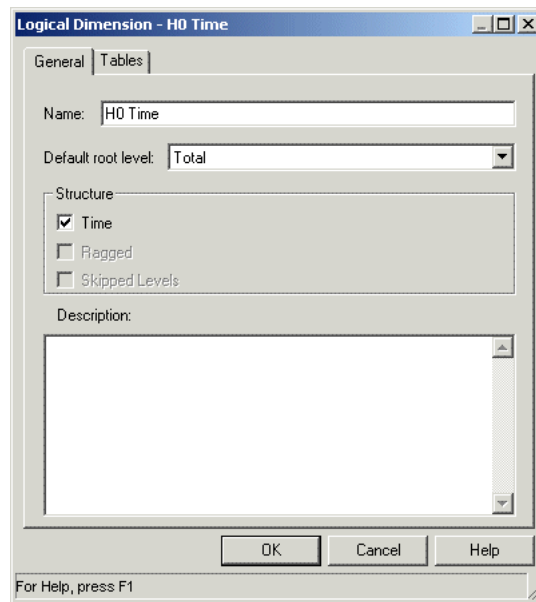 Logical Dimension - H0 Time
General Tables
Name: H0 Time
Default root level: Total
Structure
Time
Ragged
Skipped Levels
Description:
OK Cancel Help
For Help, press F1